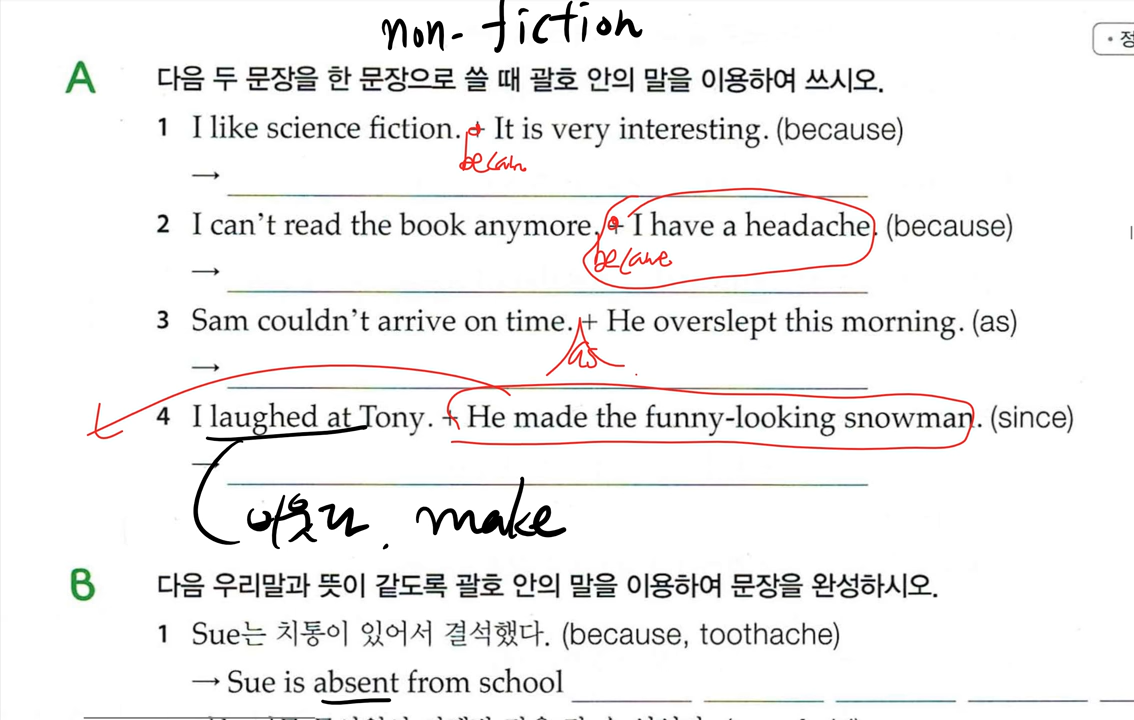 non-fiction
• 정
A 다음 두 문장을 한 문장으로 쓸 때 괄호 안의 말을 이용하여 쓰시오.
1 I like science fiction. + It is very interesting. (because)
becau
→
2 I can't read the book anymore. + I have a headache. (because)
because
→
3 Sam couldn't arrive on time. + He overslept this morning. (as)
as
→
4 I laughed at Tony. + He made the funny-looking snowman. (since)
→
비웃다. make
B 다음 우리말과 뜻이 같도록 괄호 안의 말을 이용하여 문장을 완성하시오.
1 Sue는 치통이 있어서 결석했다. (because, toothache)
→ Sue is absent from school